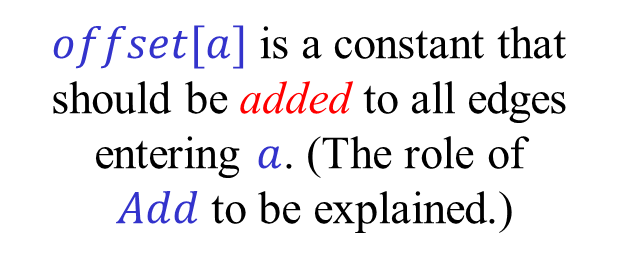 offset[a] is a constant that
should be added to all edges
entering a. (The role of
Add to be explained.)